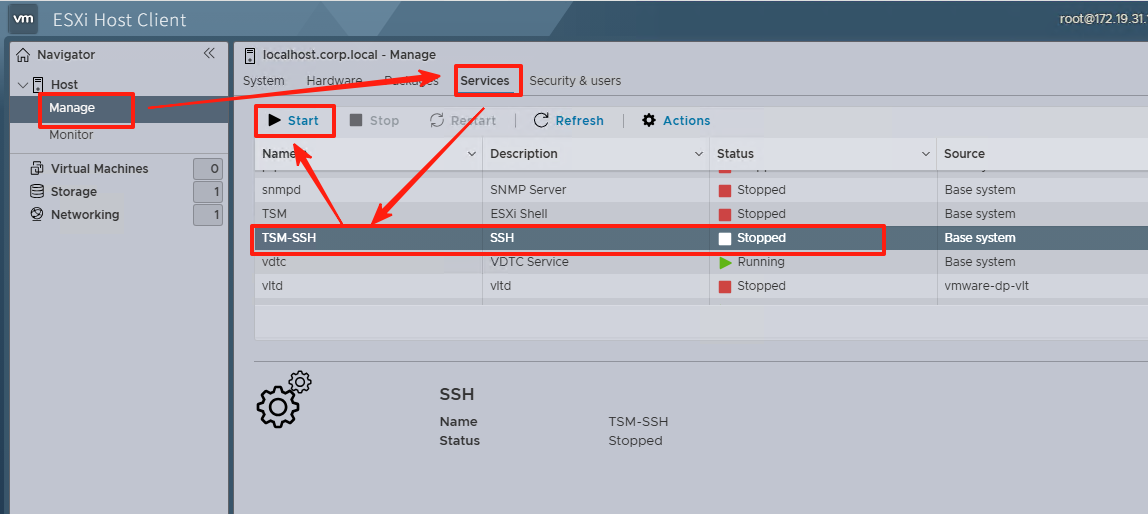 vm ESXi Host Client root@172.19.31.
Navigator
Host
Manage
Monitor
Virtual Machines 0
Storage 1
Networking 1
localhost.corp.local - Manage
System Hardware Packages Services Security & users
Start Stop Restart Refresh Actions
Name Description Status Source
Stopped Base system
snmpd SNMP Server Stopped Base system
TSM ESXi Shell Stopped Base system
TSM-SSH SSH Stopped Base system
vdtc VDTC Service Running Base system
vltd vltd Stopped vmware-dp-vlt
SSH
Name TSM-SSH
Status Stopped